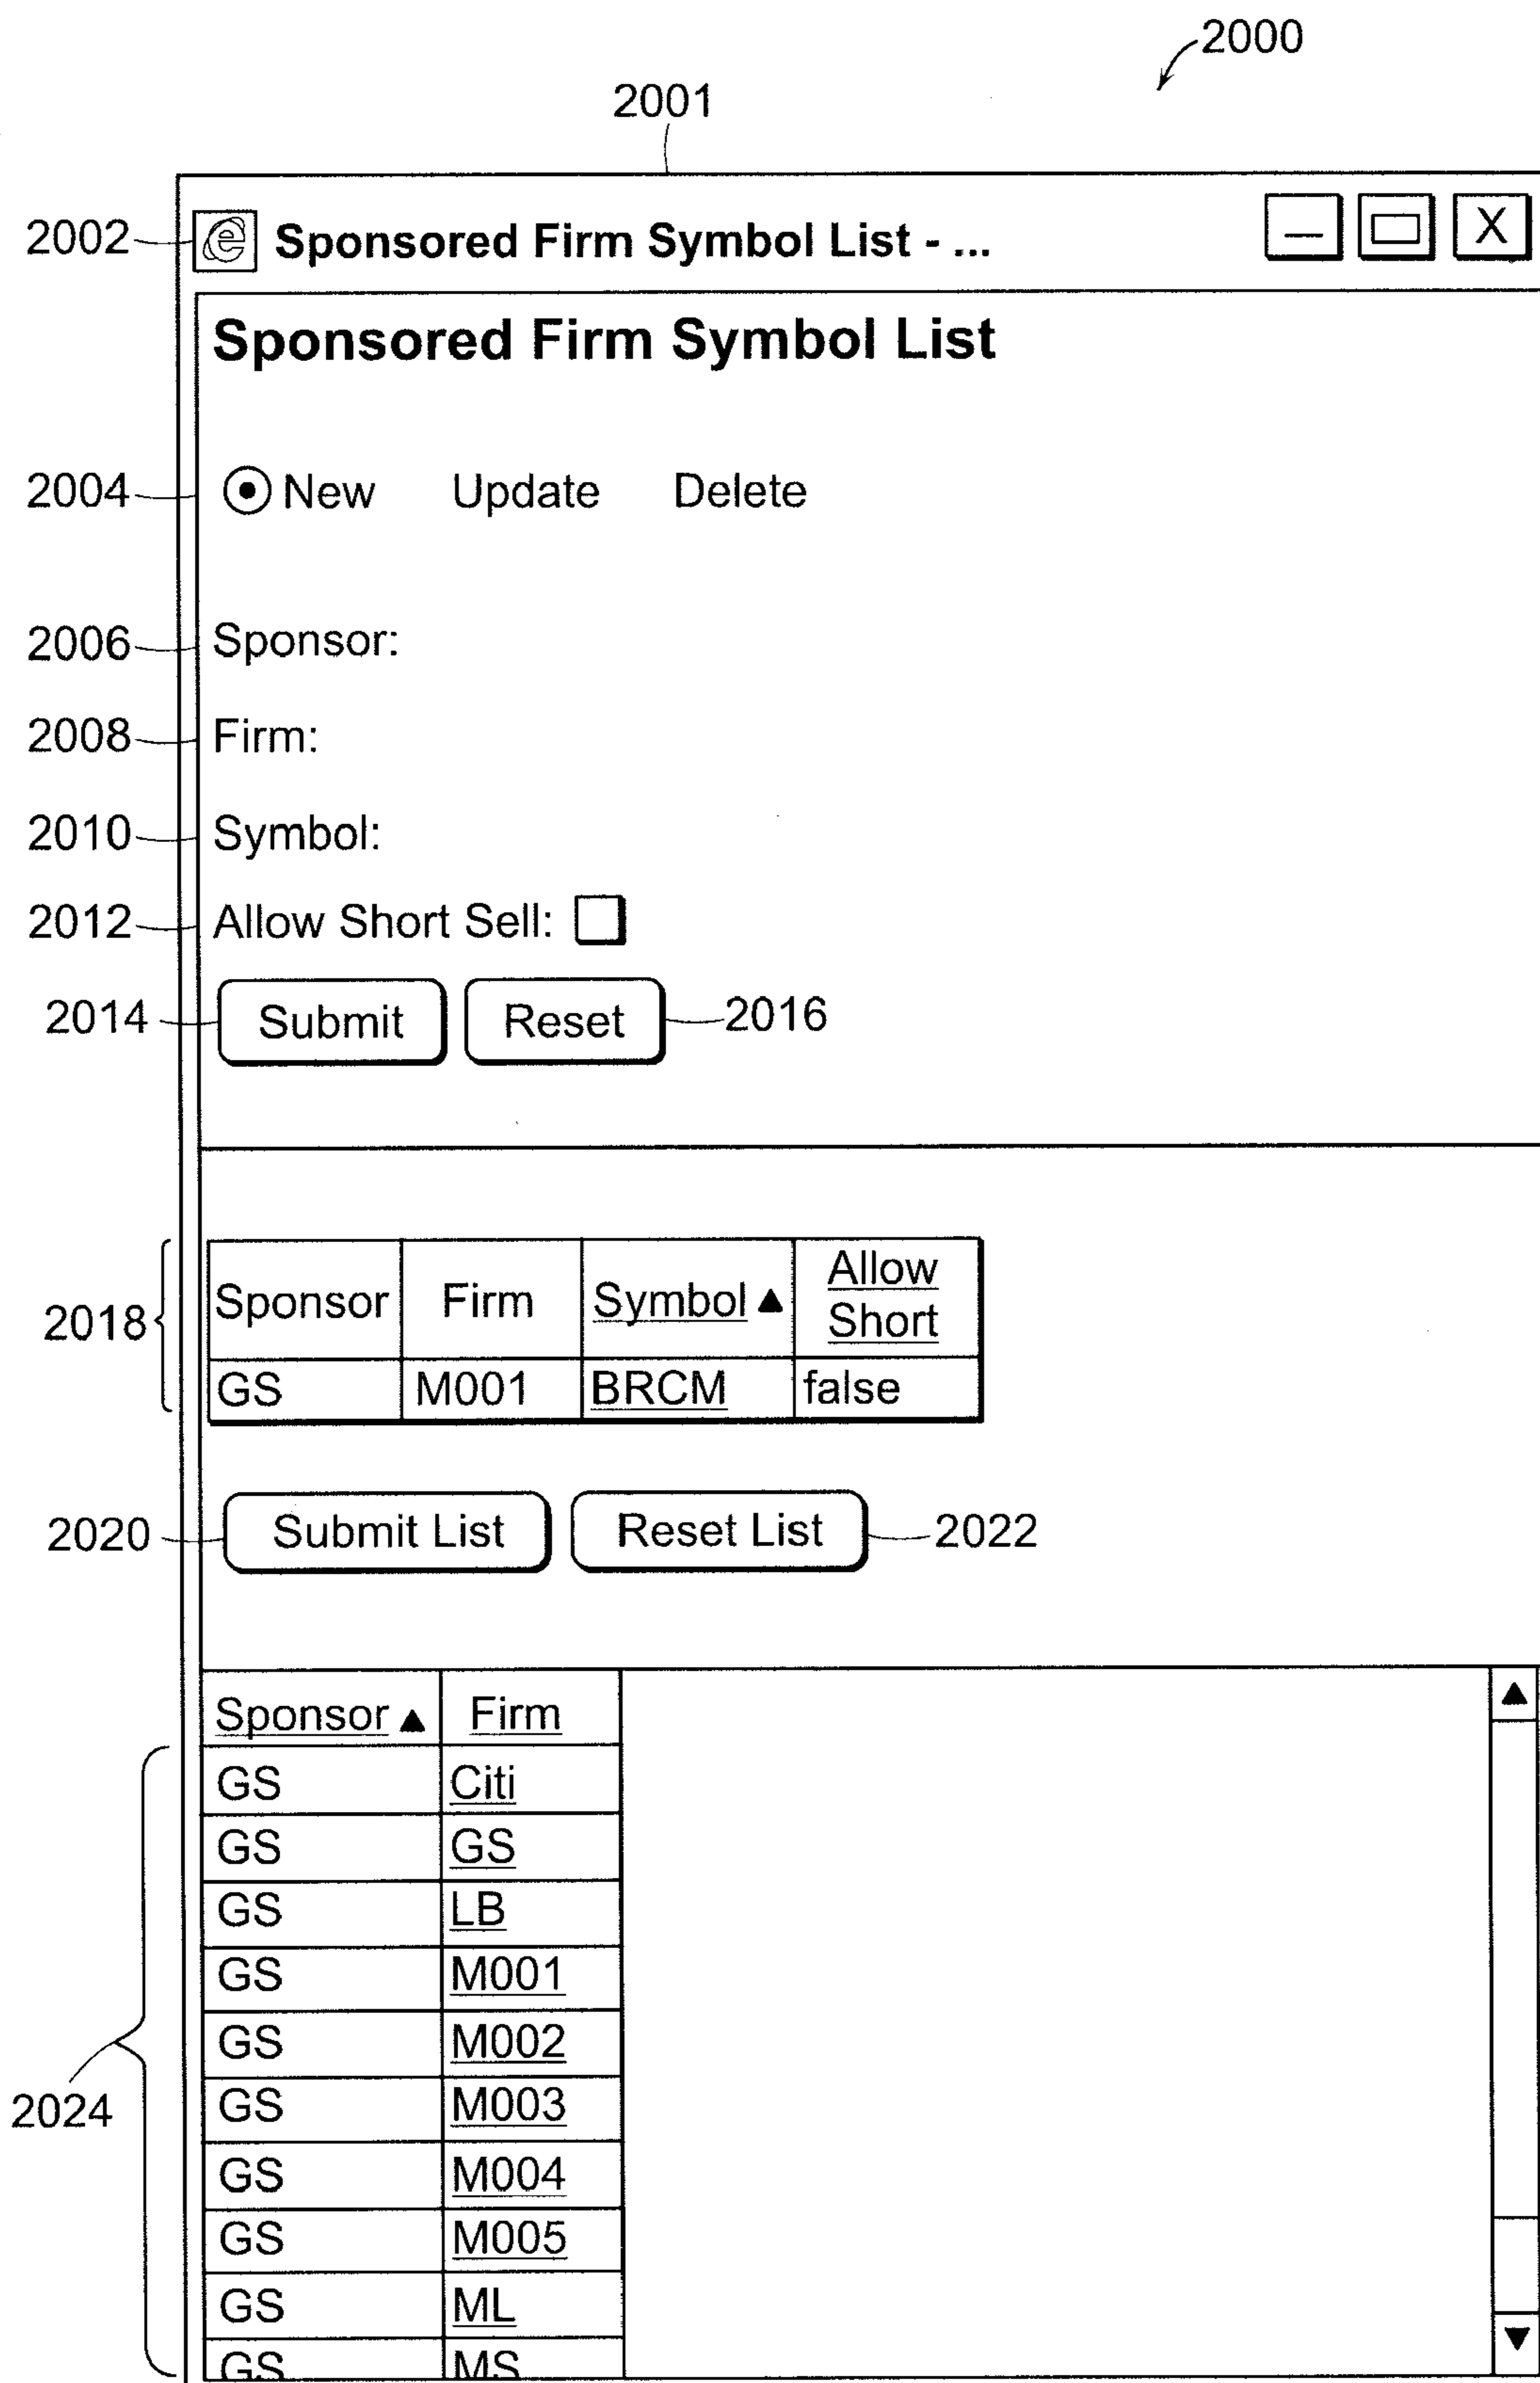 2000
2001
2002 Sponsored Firm Symbol List - ... X
Sponsored Firm Symbol List
2004 New Update Delete
2006 Sponsor:
2008 Firm:
2010 Symbol:
2012 Allow Short Sell:
2014 Submit Reset 2016
2018 Sponsor Firm Symbol ▲ Allow Short
GS M001 BRCM false
2020 Submit List Reset List 2022
Sponsor ▲ Firm
GS Citi
GS GS
GS LB
GS M001
GS M002
2024 GS M003
GS M004
GS M005
GS ML
GS MS